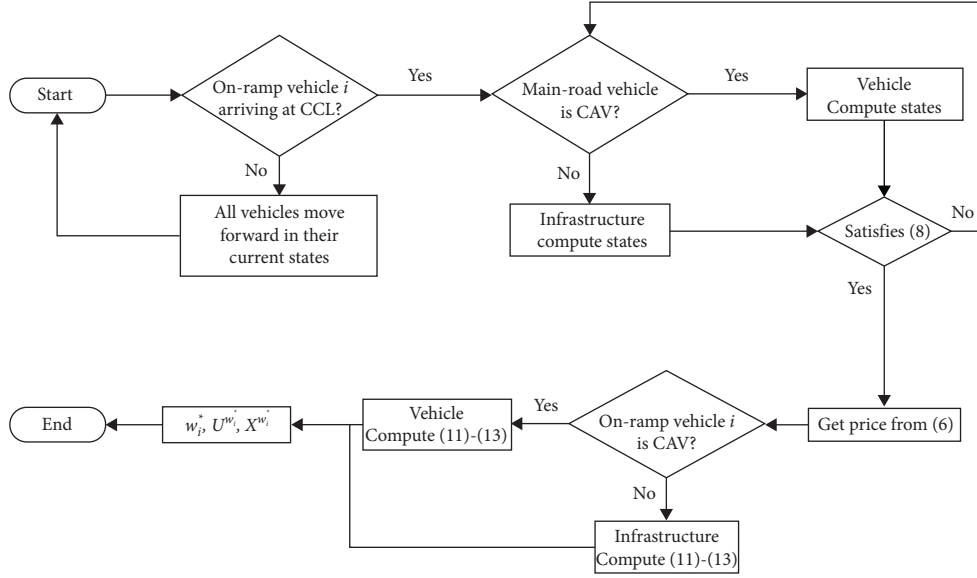 Start
On-ramp vehicle i
arriving at CCL?
Yes
No
All vehicles move
forward in their
current states
Main-road vehicle
is CAV?
Yes
No
Vehicle
Compute states
Infrastructure
compute states
Satisfies (8)
No
Yes
Get price from (6)
On-ramp vehicle i
is CAV?
Yes
No
Vehicle
Compute (11)-(13)
Infrastructure
Compute (11)-(13)
w_i^*, U^{w_i^*}, X^{w_i^*}
End